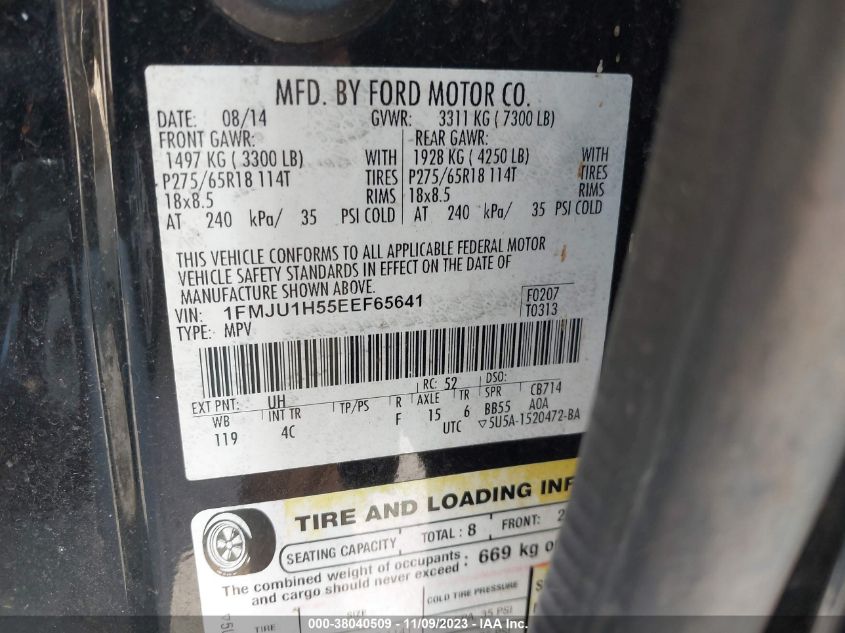 MFD. BY FORD MOTOR CO.
DATE: 08/14 GVWR: 3311 KG ( 7300 LB)
FRONT GAWR: REAR GAWR:
1497 KG ( 3300 LB) WITH 1928 KG ( 4250 LB) WITH
P275/65R18 114T TIRES P275/65R18 114T TIRES
18x8.5 RIMS 18x8.5 RIMS
AT 240 kPa/ 35 PSI COLD AT 240 kPa/ 35 PSI COLD
THIS VEHICLE CONFORMS TO ALL APPLICABLE FEDERAL MOTOR
VEHICLE SAFETY STANDARDS IN EFFECT ON THE DATE OF
MANUFACTURE SHOWN ABOVE.
VIN: 1FMJU1H55EEF65641 F0207
TYPE: MPV T0313
EXT PNT: UH RC: 52 DSO:
WB INT TR TP/PS R AXLE TR SPR CB714
119 4C F 15 6 BB55 A0A
UTC ▽5U5A-1520472-BA
TIRE AND LOADING INF
SEATING CAPACITY TOTAL : 8 FRONT: 2
The combined weight of occupants
and cargo should never exceed : 669 kg o
SIZE COLD TIRE PRESSURE
TIRE 35 PSI
000-38040509 - 11/09/2023 - IAA Inc.